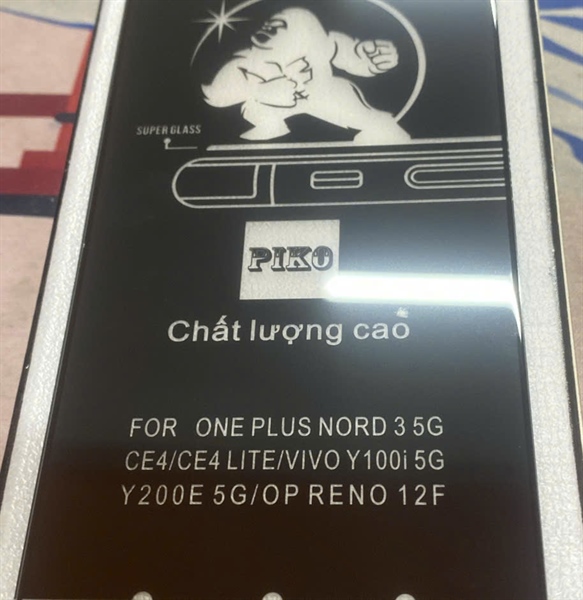 SUPER GLASS
PIKO
Chất lượng cao
FOR ONE PLUS NORD 3 5G
CE4/CE4 LITE/VIVO Y100i 5G
Y200E 5G/OP RENO 12F